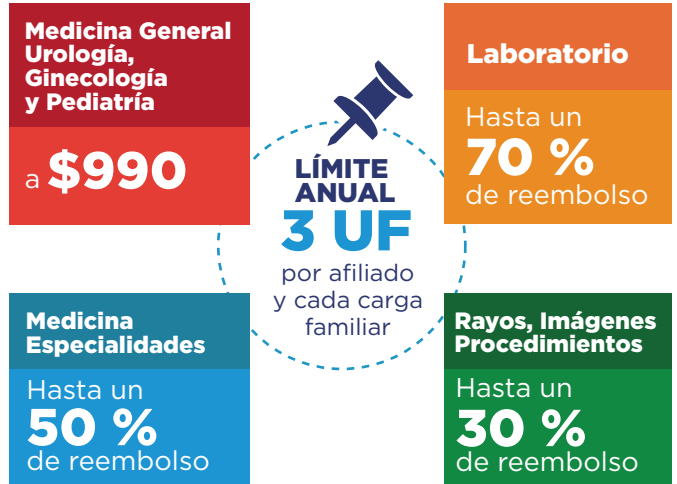 Medicina General
Urología,
Ginecología
y Pediatría
a $990
LÍMITE
ANUAL
3 UF
por afiliado
y cada carga
familiar
Laboratorio
Hasta un
70 %
de reembolso
Medicina
Especialidades
Hasta un
50 %
de reembolso
Rayos, Imágenes
Procedimientos
Hasta un
30 %
de reembolso